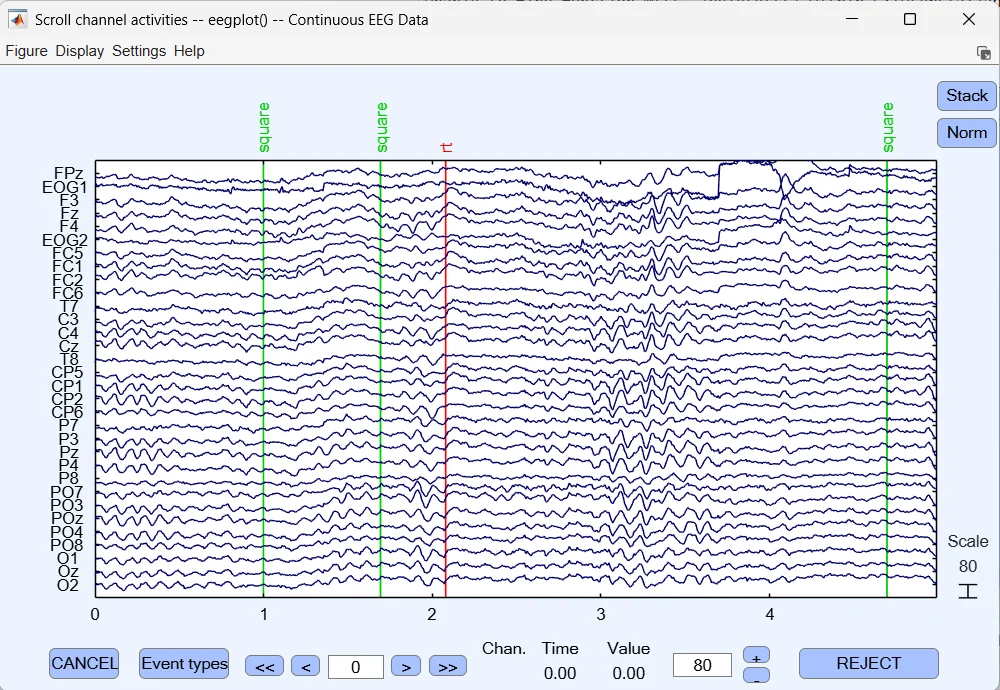 Scroll channel activities -- eegplot() -- Continuous EEG Data
Figure Display Settings Help
Stack
Norm
square
square
rt
square
FPz
EOG1
F3
Fz
F4
EOG2
FC5
FC1
FC2
FC6
T7
C3
C4
Cz
T8
CP5
CP1
CP2
CP6
P7
P3
Pz
P4
P8
PO7
PO3
POz
PO4
PO8
O1
Oz
O2
Scale
80
0 1 2 3 4
Chan. Time Value
CANCEL Event types << < 0 > >> 0.00 0.00 80 + - REJECT